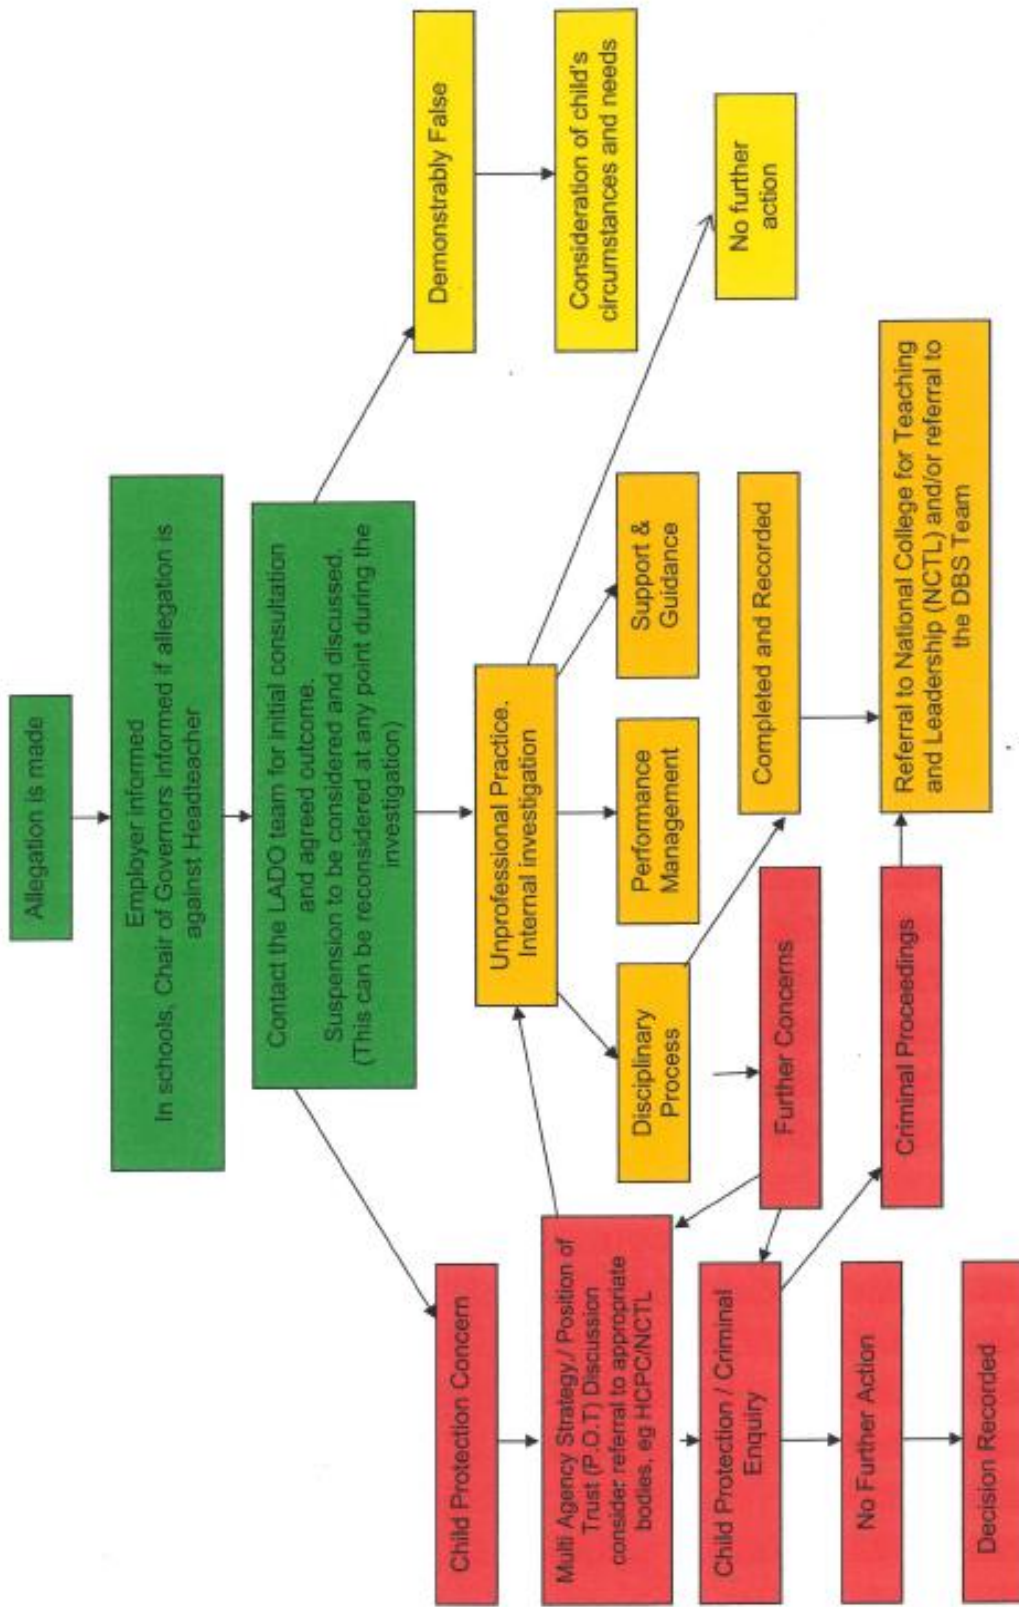 Allegation is made
Employer informed
In schools, Chair of Governors informed if allegation is
against Headteacher
Contact the LADO team for initial consultation
and agreed otcome.
Suspension to be considered and discussed.
(This can be reconsidered at any point during the
investigation)
Child Protection Concern
Demonstrably False
Multi Agency Strategy,/ Position of
Trust (P.O.T) Discussion
consider referral to appropriate
bodies, eg HCPC/NCTL
Unprofessional Practice.
Internal investigation
Consideration of child's
circumstances and needs
Disciplinary
Process
Performance
Management
Support &
Guidance
No further
action
Child Protection / Criminal
Enquiry
Further Concerns
Completed and Recorded
No Further Action
Criminal Proceedings
Referral to National College for Teaching
and Leadership (NCTL) and/or referral to
the DBS Team
Decision Recorded